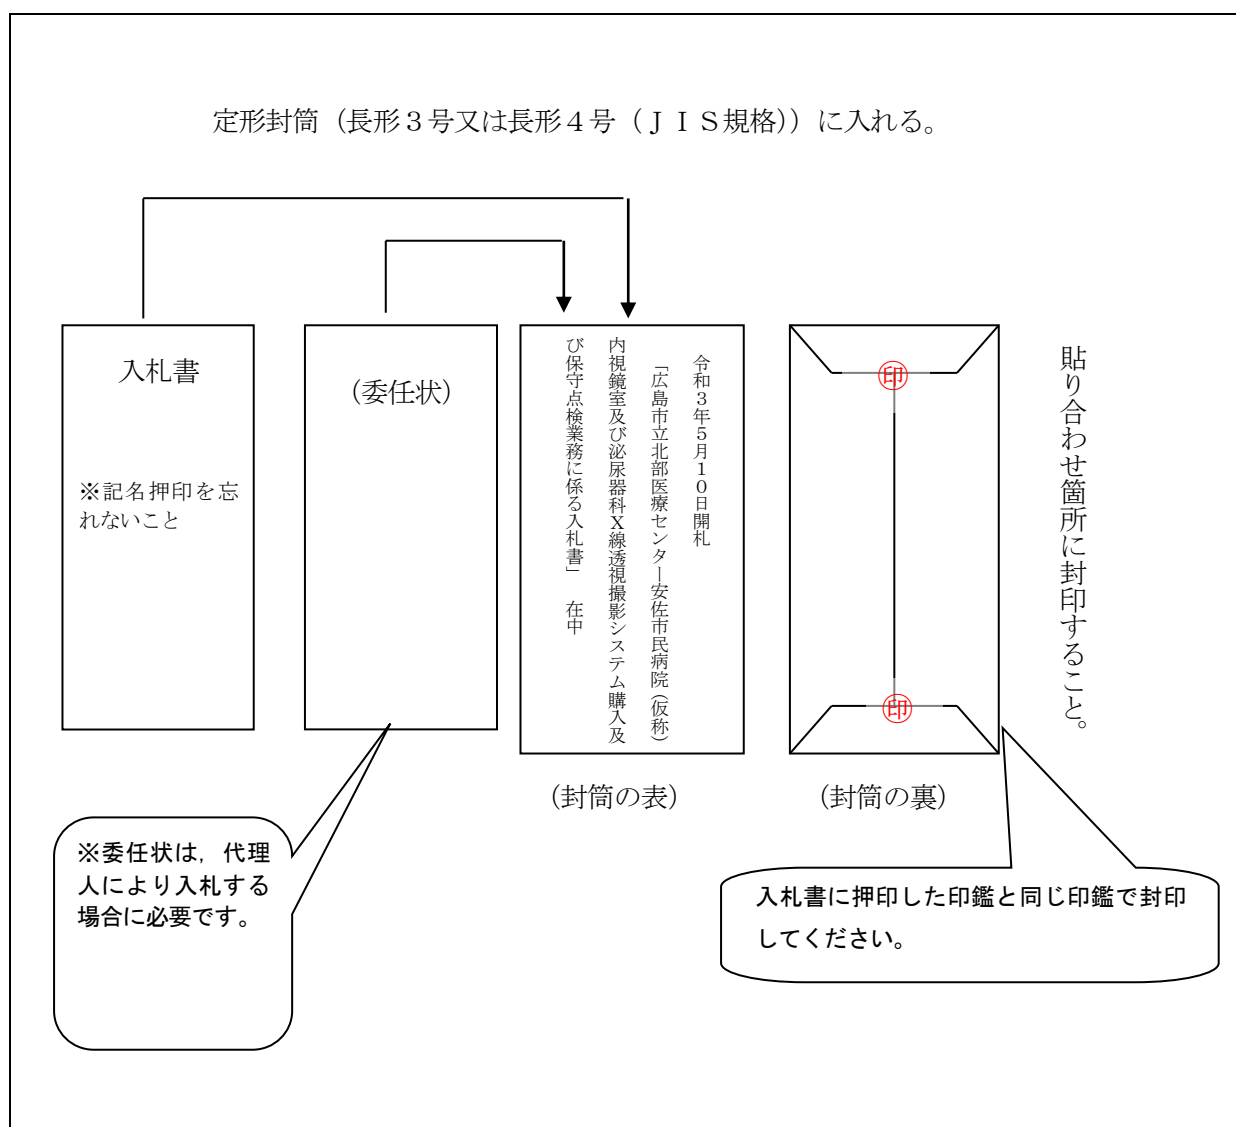 定形封筒（長形３号又は長形４号（ＪＩＳ規格））に入れる。
入札書
※記名押印を忘
れないこと
（委任状）
令和３年５月１０日開札
「広島市立北部医療センター安佐市民病院（仮称）
内視鏡室及び泌尿器科Ｘ線透視撮影システム購入及
び保守点検業務に係る入札書」　在中
印
印
貼り合わせ箇所に封印すること。
（封筒の表）
（封筒の裏）
※委任状は，代理
人により入札する
場合に必要です。
入札書に押印した印鑑と同じ印鑑で封印
してください。